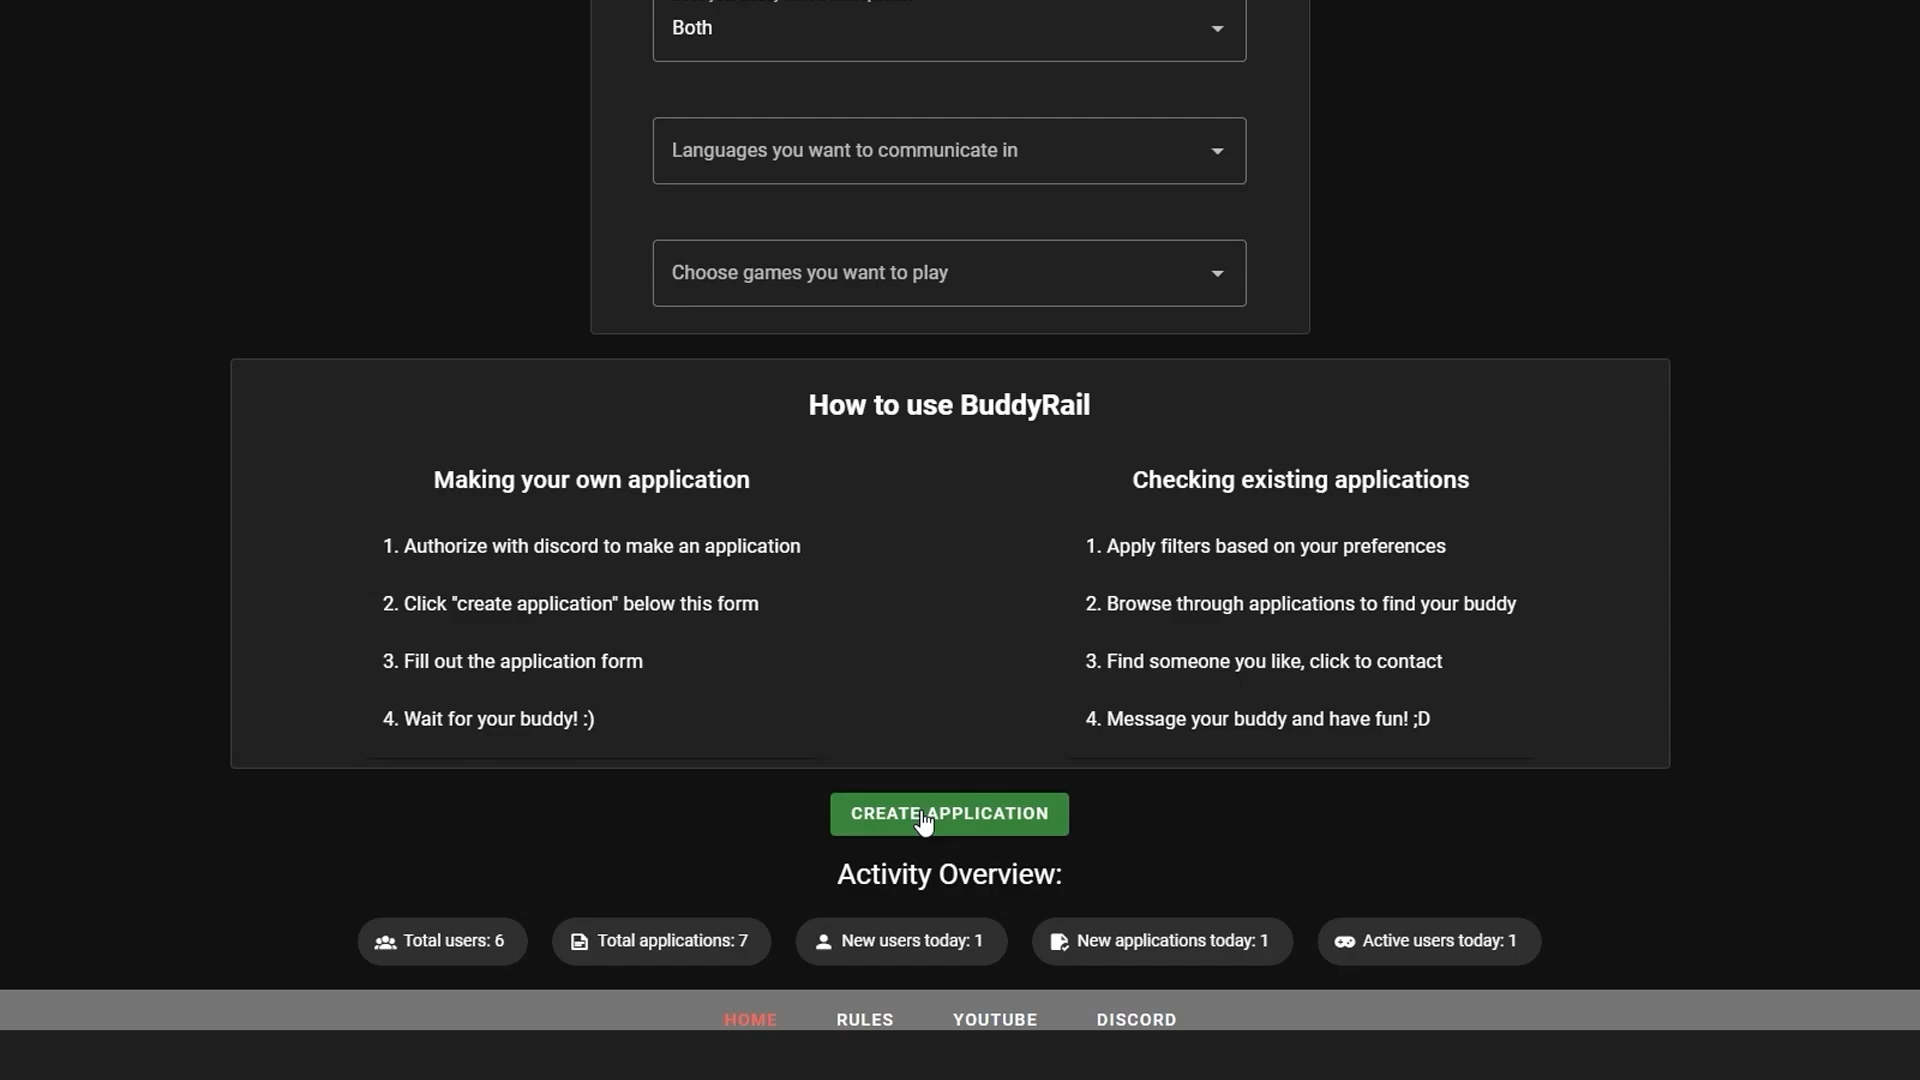 Both
Languages you want to communicate in
Choose games you want to play
How to use BuddyRail
Making your own application
1. Authorize with discord to make an application
2. Click "create application" below this form
3. Fill out the application form
4. Wait for your buddy! :)
Checking existing applications
1. Apply filters based on your preferences
2. Browse through applications to find your buddy
3. Find someone you like, click to contact
4. Message your buddy and have fun! ;D
CREATE APPLICATION
Activity Overview:
Total users: 6
Total applications: 7
New users today: 1
New applications today: 1
Active users today: 1
HOME
RULES
YOUTUBE
DISCORD